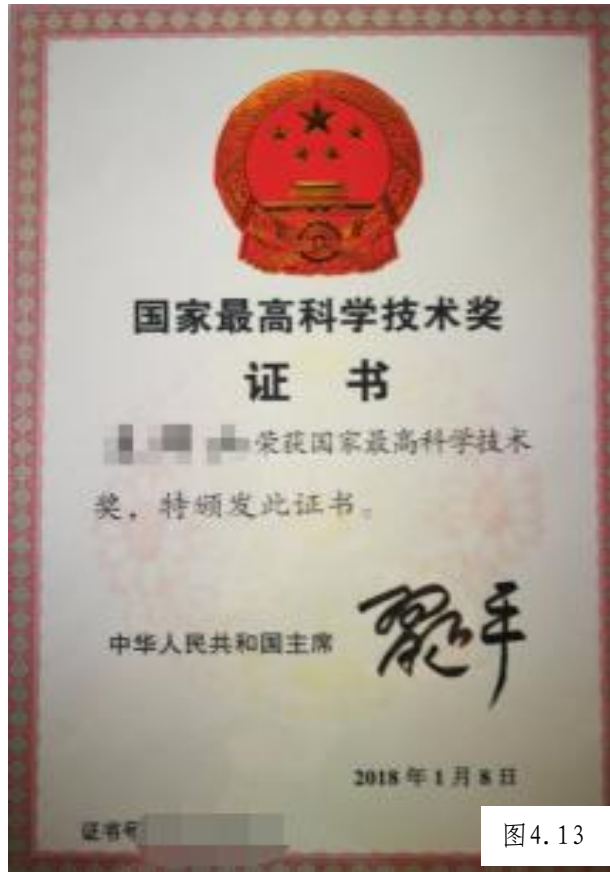 国家最高科学技术奖
证 书
荣获国家最高科学技术
奖，特颁发此证书。
中华人民共和国主席
2018年1月8日
证书号
图4.13